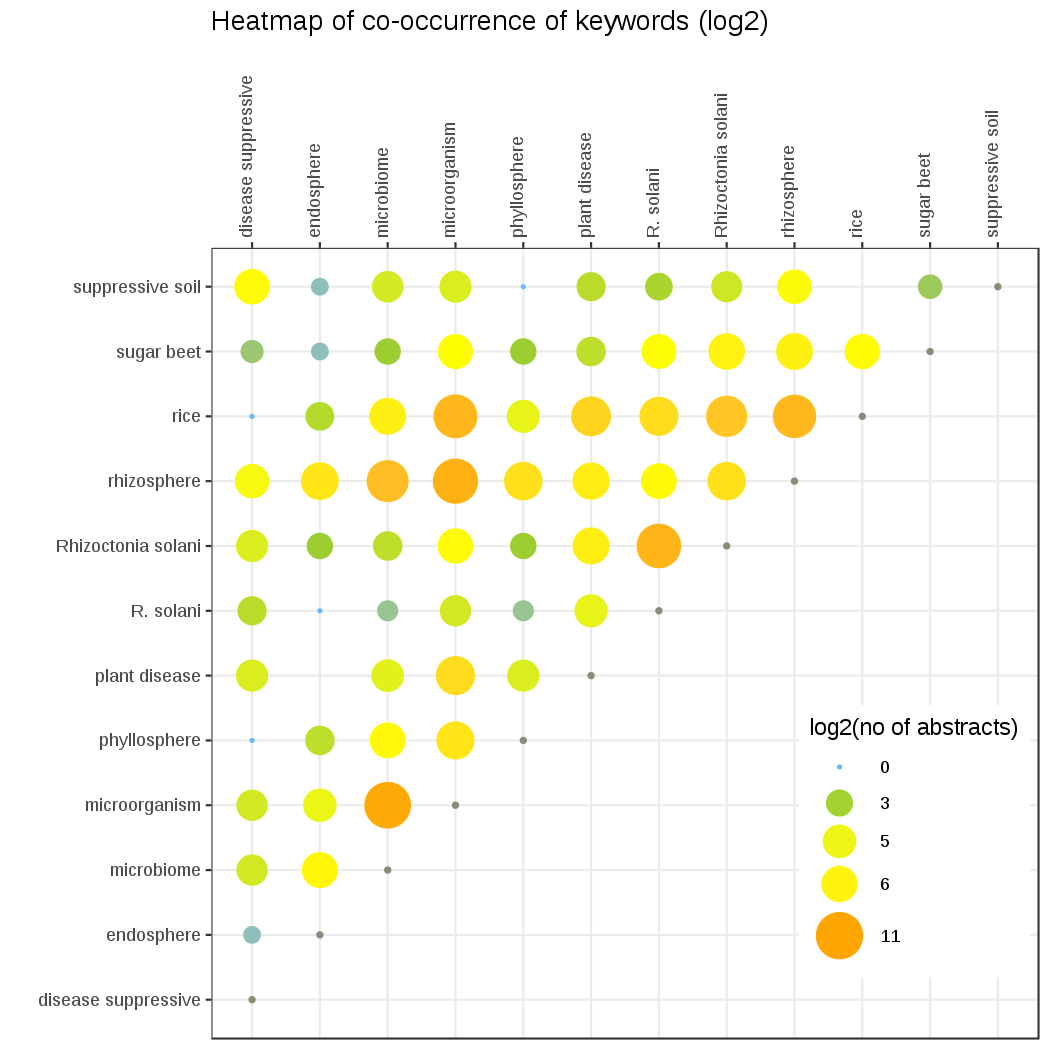 Heatmap of co-occurrence of keywords (log2)
disease suppressive
endosphere
microbiome
microorganism
phyllosphere
plant disease
R. solani
Rhizoctonia solani
rhizosphere
rice
sugar beet
suppressive soil
suppressive soil
sugar beet
rice
rhizosphere
Rhizoctonia solani
R. solani
plant disease
phyllosphere
microorganism
microbiome
endosphere
disease suppressive
log2(no of abstracts)
0
3
5
6
11